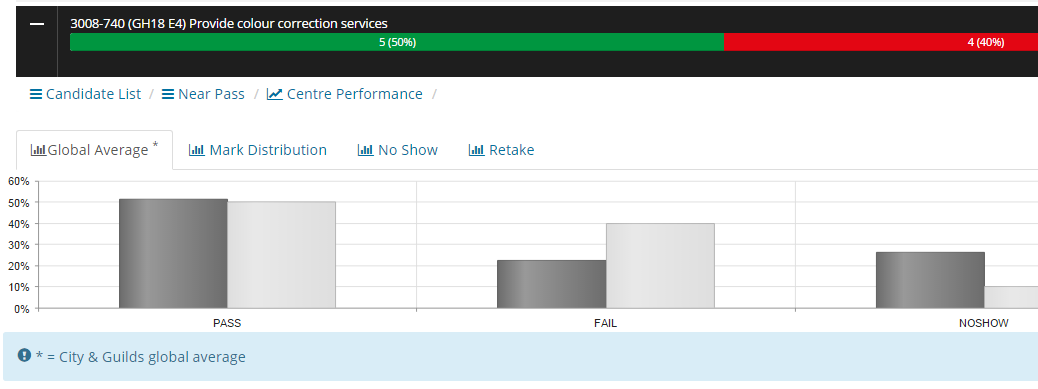 3008-740 (GH18 E4) Provide colour correction services
5 (50%) 4 (40%)
Candidate List / Near Pass / Centre Performance /
Global Average * Mark Distribution No Show Retake
60%
50%
40%
30%
20%
10%
0%
PASS FAIL NOSHOW
* = City & Guilds global average